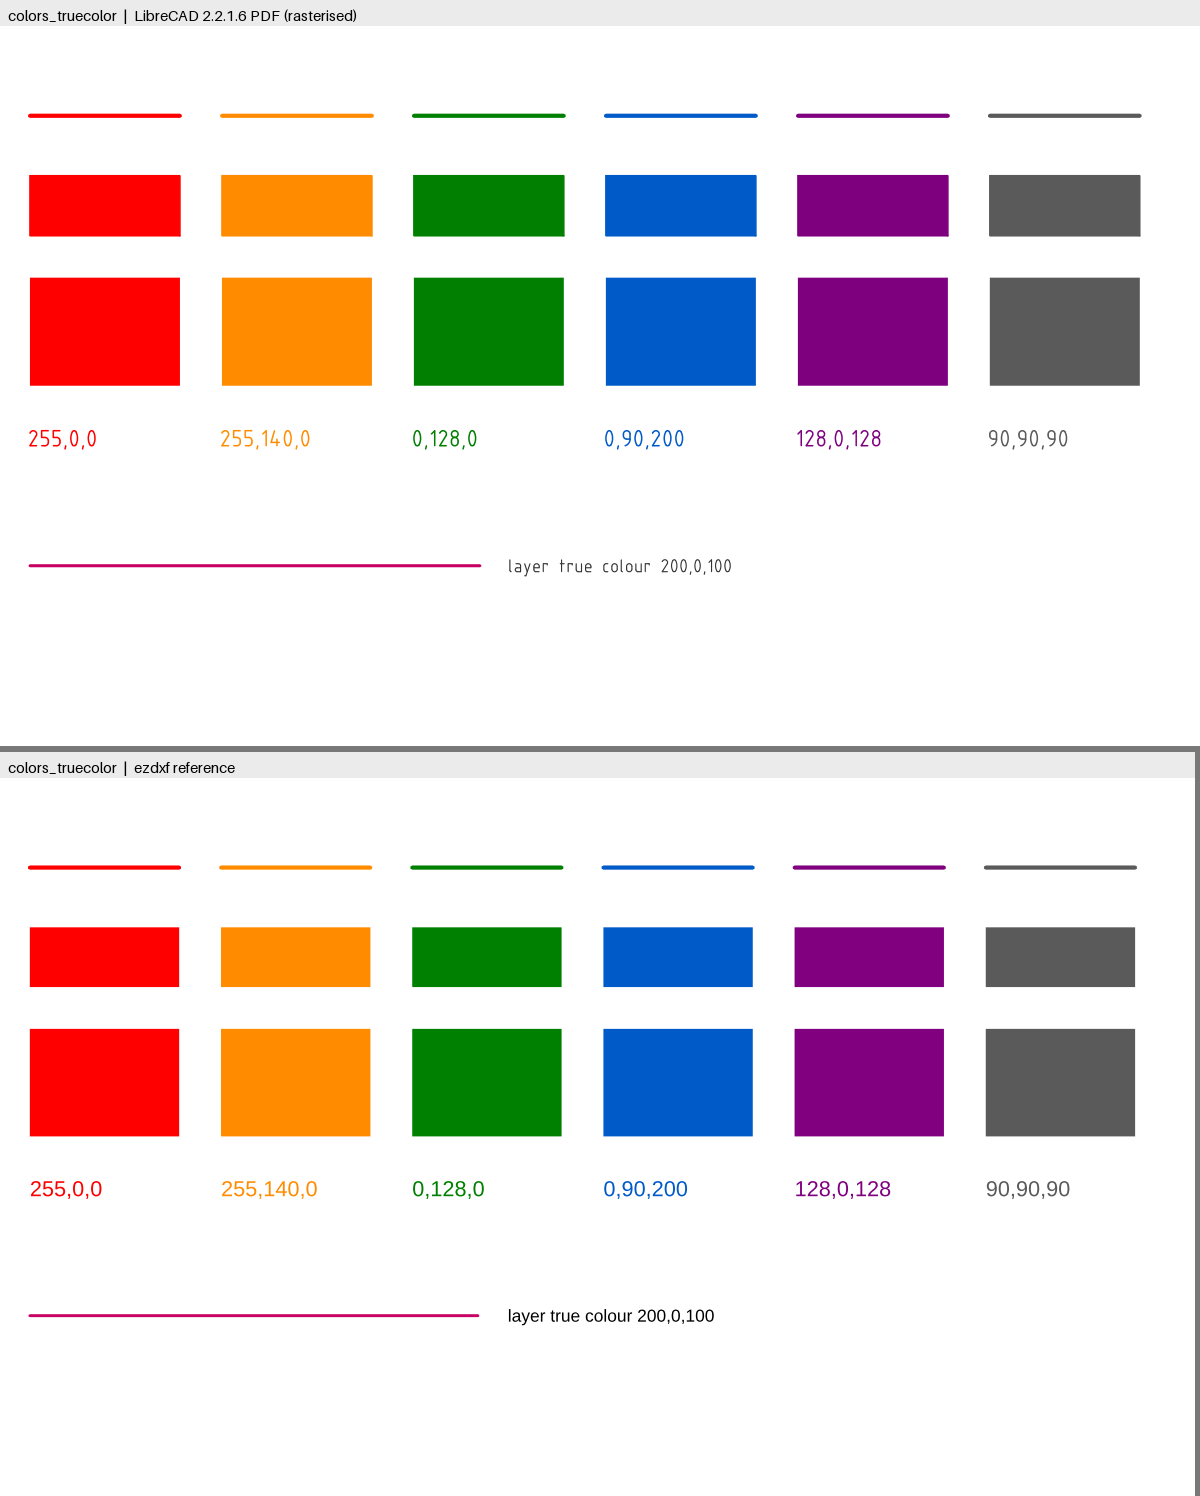 colors_truecolor | LibreCAD 2.2.1.6 PDF (rasterised)
255,0,0 255,140,0 0,128,0 0,90,200 128,0,128 90,90,90
layer true colour 200,0,100
colors_truecolor | ezdxf reference
255,0,0 255,140,0 0,128,0 0,90,200 128,0,128 90,90,90
layer true colour 200,0,100